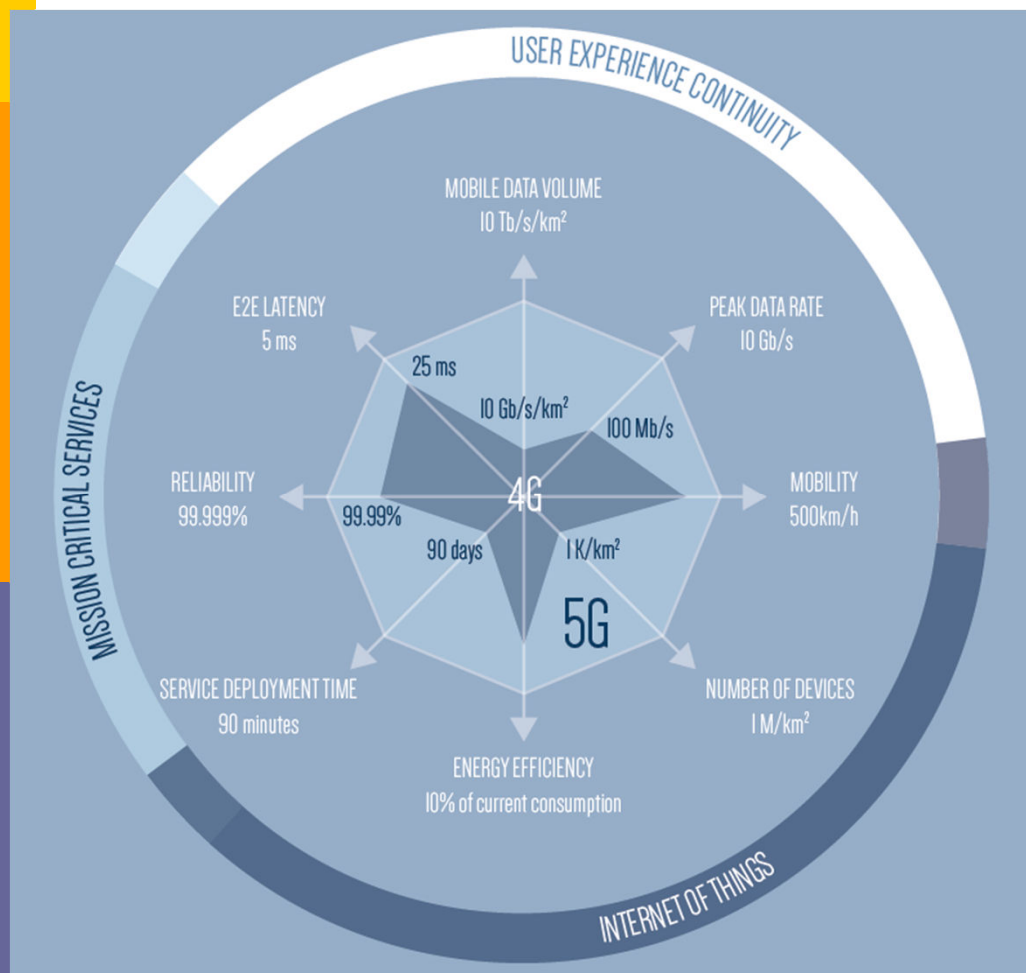 USER EXPERIENCE CONTINUITY
MOBILE DATA VOLUME
10 Tb/s/km²
E2E LATENCY
5 ms
PEAK DATA RATE
10 Gb/s
25 ms
10 Gb/s/km²
100 Mb/s
MISSION CRITICAL SERVICES
RELIABILITY
99.999%
4G
MOBILITY
500km/h
99.99%
90 days
1 K/km²
5G
SERVICE DEPLOYMENT TIME
90 minutes
NUMBER OF DEVICES
1 M/km²
ENERGY EFFICIENCY
10% of current consumption
INTERNET OF THINGS